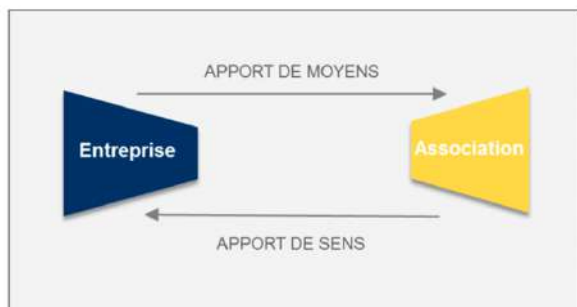 APPORT DE MOYENS
Entreprise
Association
APPORT DE SENS